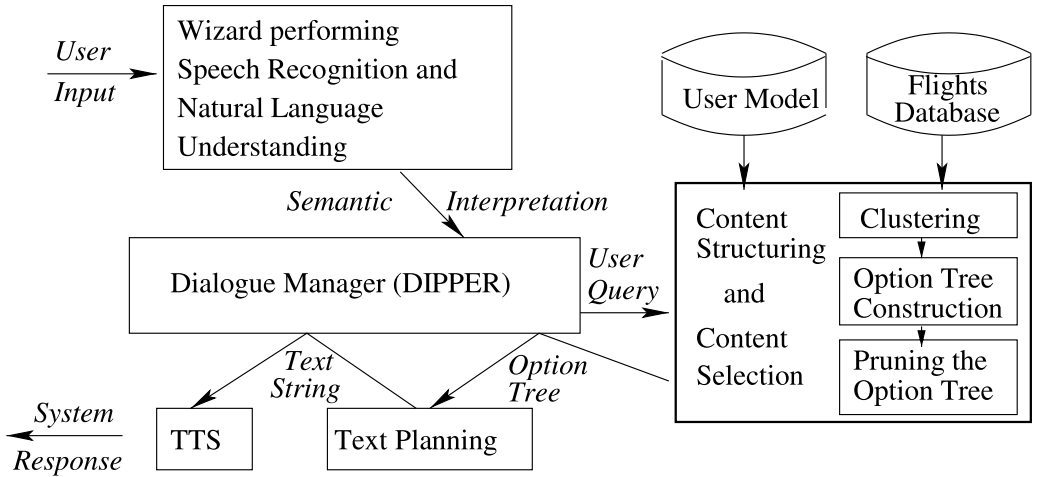 User
Input
Wizard performing
Speech Recognition and
Natural Language
Understanding
User Model
Flights
Database
Semantic Interpretation
Dialogue Manager (DIPPER)
User
Query
Content
Structuring
and
Content
Selection
Clustering
Option Tree
Construction
Pruning the
Option Tree
Text
String
Option
Tree
System
Response
TTS
Text Planning